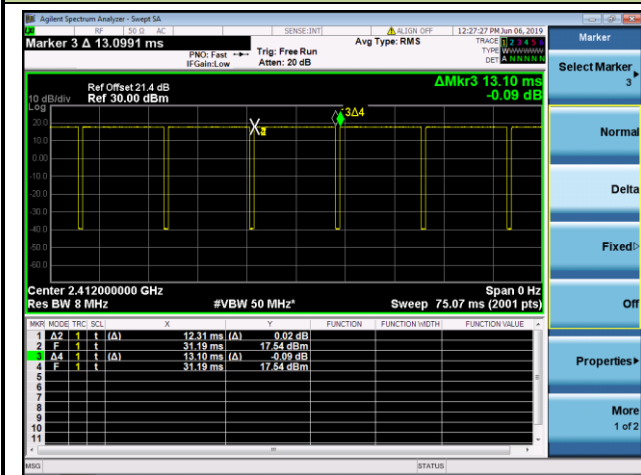 Agilent Spectrum Analyzer - Swept SA
RF 50 Ω AC SENSE:INT ALIGN OFF 12:27:27 PM Jun 06, 2019
Marker 3 Δ 13.0991 ms
PNO: Fast
IFGain:Low
Trig: Free Run
Atten: 20 dB
Avg Type: RMS
TRACE 1 2 3 4 5 6
TYPE WWWWWW
DET A N N N N N
ΔMkr3 13.10 ms
-0.09 dB
Ref Offset 21.4 dB
10 dB/div Ref 30.00 dBm
Log
20.0
10.0
0.00
-10.0
-20.0
-30.0
-40.0
-50.0
-60.0
3Δ4
Center 2.412000000 GHz Span 0 Hz
Res BW 8 MHz #VBW 50 MHz* Sweep 75.07 ms (2001 pts)
MKR MODE TRC SCL X Y FUNCTION FUNCTION WIDTH FUNCTION VALUE
1 Δ2 1 t (Δ) 12.31 ms (Δ) 0.02 dB
2 F 1 t 31.19 ms 17.54 dBm
3 Δ4 1 t (Δ) 13.10 ms (Δ) -0.09 dB
4 F 1 t 31.19 ms 17.54 dBm
5
6
7
8
9
10
11
MSG STATUS
Marker
Select Marker
3
Normal
Delta
Fixed
Off
Properties
More
1 of 2